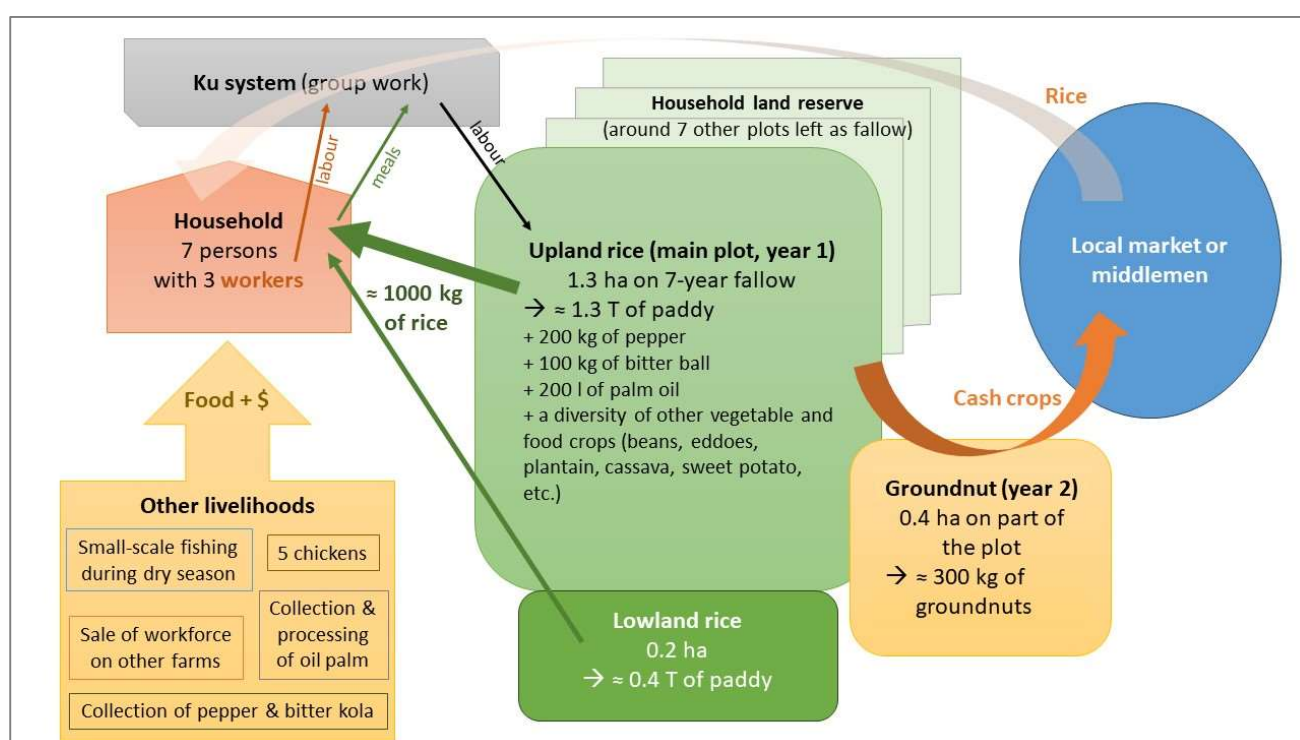 Ku system (group work)
labour
meals
labour
Household
7 persons
with 3 workers
≈ 1000 kg
of rice
Food + $
Other livelihoods
Small-scale fishing
during dry season
5 chickens
Sale of workforce
on other farms
Collection &
processing
of oil palm
Collection of pepper & bitter kola
Household land reserve
(around 7 other plots left as fallow)
Upland rice (main plot, year 1)
1.3 ha on 7-year fallow
→ ≈ 1.3 T of paddy
+ 200 kg of pepper
+ 100 kg of bitter ball
+ 200 l of palm oil
+ a diversity of other vegetable and
food crops (beans, eddoes,
plantain, cassava, sweet potato,
etc.)
Lowland rice
0.2 ha
→ ≈ 0.4 T of paddy
Rice
Local market or
middlemen
Cash crops
Groundnut (year 2)
0.4 ha on part of
the plot
→ ≈ 300 kg of
groundnuts